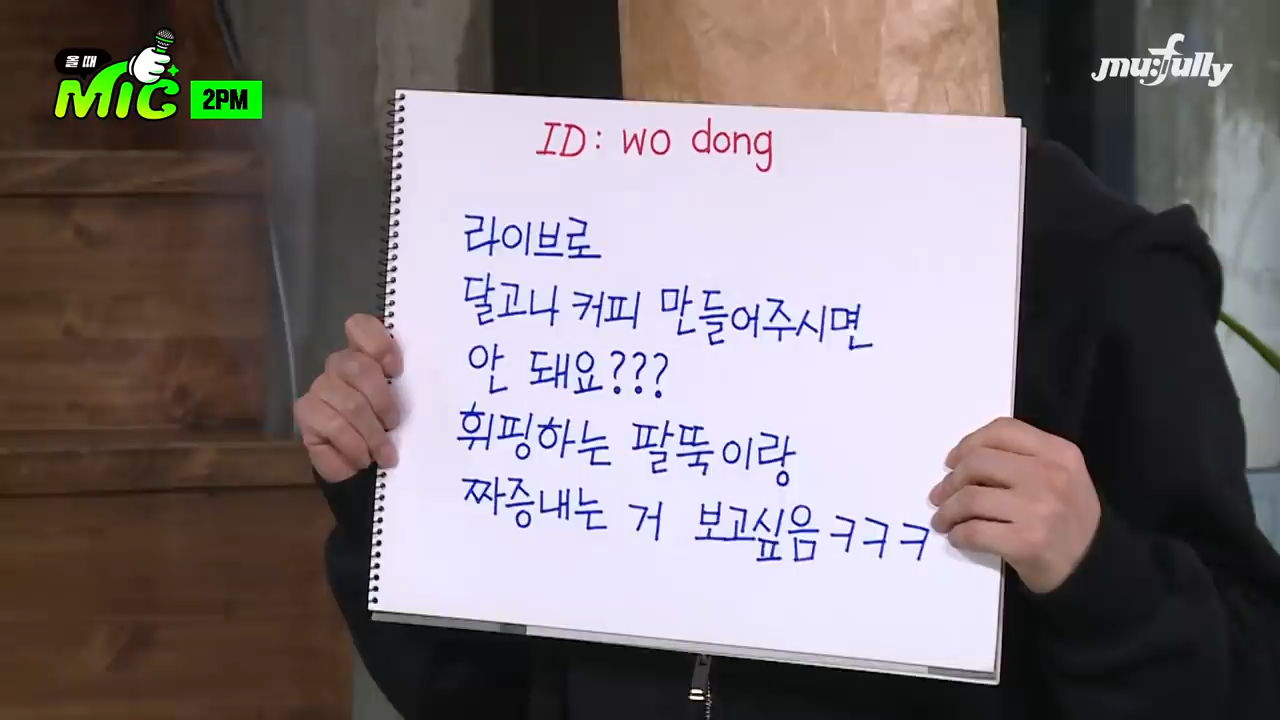 올 때
MIC
2PM
mu:fully
ID: wo dong
라이브로
달고나 커피 만들어주시면
안 돼요???
휘핑하는 팔뚝이랑
짜증내는 거 보고싶음ㅋㅋㅋ